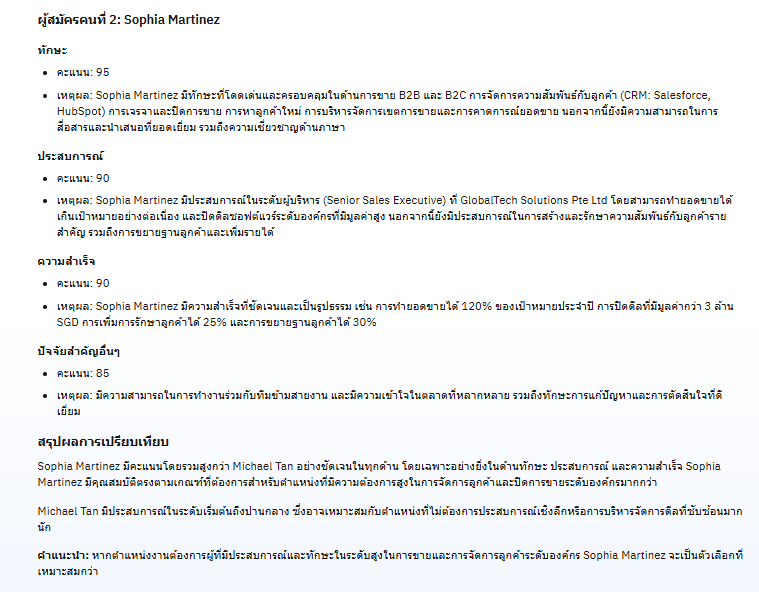 ผู้สมัครคนที่ 2: Sophia Martinez
ทักษะ
• คะแนน: 95
• เหตุผล: Sophia Martinez มีทักษะที่โดดเด่นและครอบคลุมในด้านการขาย B2B และ B2C การจัดการความสัมพันธ์กับลูกค้า (CRM: Salesforce,
HubSpot) การเจรจาและปิดการขาย การหาลูกค้าใหม่ การบริหารจัดการเขตการขายและการคาดการณ์ยอดขาย นอกจากนี้ยังมีความสามารถในการ
สื่อสารและนำเสนอที่ยอดเยี่ยม รวมถึงความเชี่ยวชาญด้านภาษา
ประสบการณ์
• คะแนน: 90
• เหตุผล: Sophia Martinez มีประสบการณ์ในระดับผู้บริหาร (Senior Sales Executive) ที่ GlobalTech Solutions Pte Ltd โดยสามารถทำยอดขายได้
เกินเป้าหมายอย่างต่อเนื่อง และปิดดีลซอฟต์แวร์ระดับองค์กรที่มีมูลค่าสูง นอกจากนี้ยังมีประสบการณ์ในการสร้างและรักษาความสัมพันธ์กับลูกค้าราย
สำคัญ รวมถึงการขยายฐานลูกค้าและเพิ่มรายได้
ความสำเร็จ
• คะแนน: 90
• เหตุผล: Sophia Martinez มีความสำเร็จที่ชัดเจนและเป็นรูปธรรม เช่น การทำยอดขายได้ 120% ของเป้าหมายประจำปี การปิดดีลที่มีมูลค่ากว่า 3 ล้าน
SGD การเพิ่มการรักษาลูกค้าได้ 25% และการขยายฐานลูกค้าได้ 30%
ปัจจัยสำคัญอื่นๆ
• คะแนน: 85
• เหตุผล: มีความสามารถในการทำงานร่วมกับทีมข้ามสายงาน และมีความเข้าใจในตลาดที่หลากหลาย รวมถึงทักษะการแก้ปัญหาและการตัดสินใจที่ดี
เยี่ยม
สรุปผลการเปรียบเทียบ
Sophia Martinez มีคะแนนโดยรวมสูงกว่า Michael Tan อย่างชัดเจนในทุกด้าน โดยเฉพาะอย่างยิ่งในด้านทักษะ ประสบการณ์ และความสำเร็จ Sophia
Martinez มีคุณสมบัติตรงตามเกณฑ์ที่ต้องการสำหรับตำแหน่งที่มีความต้องการสูงในการจัดการลูกค้าและปิดการขายระดับองค์กรมากกว่า
Michael Tan มีประสบการณ์ในระดับเริ่มต้นถึงปานกลาง ซึ่งอาจเหมาะสมกับตำแหน่งที่ไม่ต้องการประสบการณ์เชิงลึกหรือการบริหารจัดการดีลที่ซับซ้อนมาก
นัก
คำแนะนำ: หากตำแหน่งงานต้องการผู้ที่มีประสบการณ์และทักษะในระดับสูงในการขายและการจัดการลูกค้าระดับองค์กร Sophia Martinez จะเป็นตัวเลือกที่
เหมาะสมกว่า